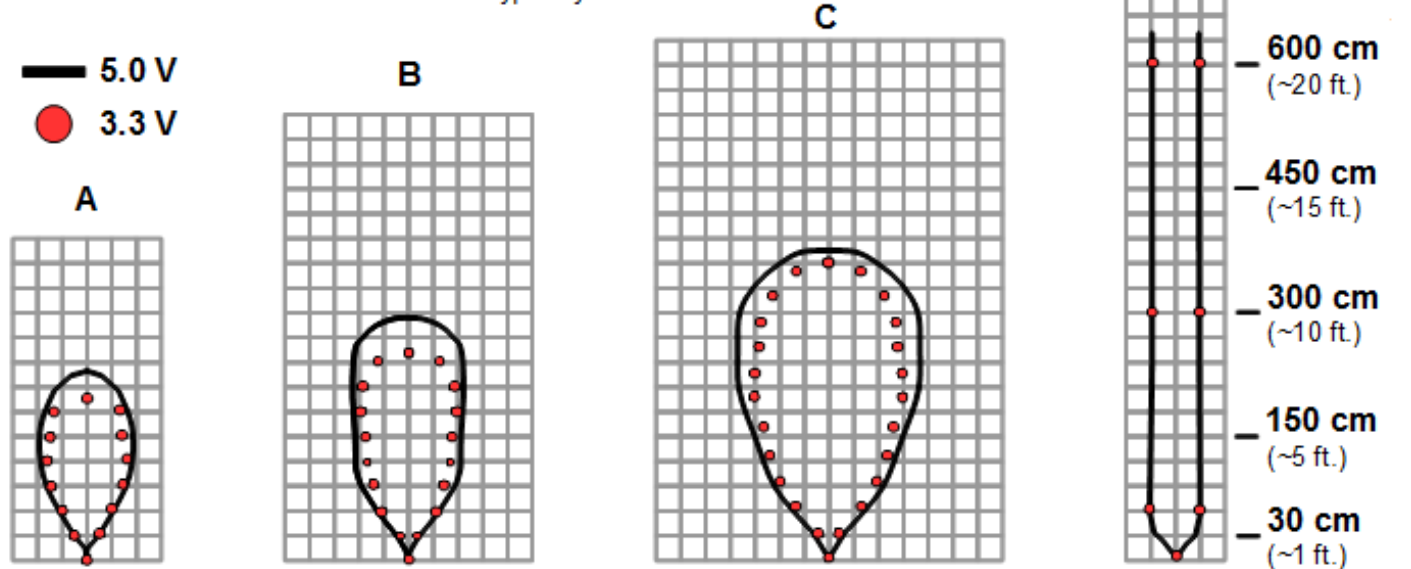 C
5.0 V
B
3.3 V
A
600 cm
(~20 ft.)
450 cm
(~15 ft.)
300 cm
(~10 ft.)
150 cm
(~5 ft.)
30 cm
(~1 ft.)